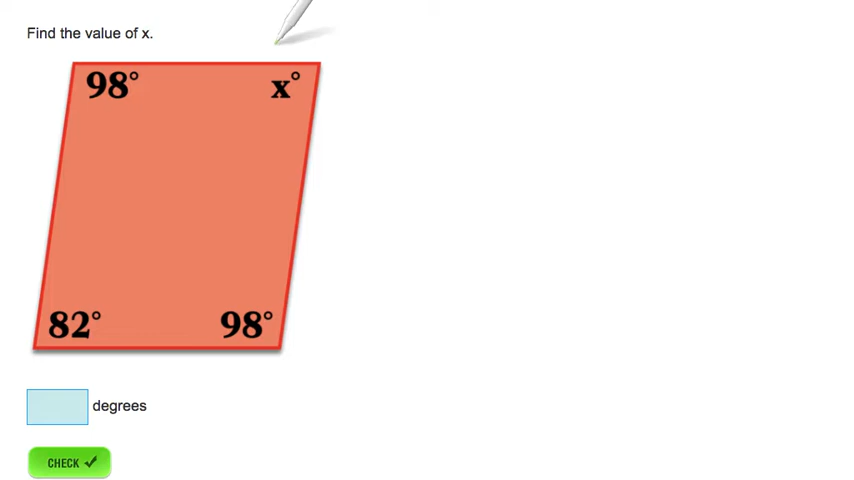 Find the value of x.
98° x°
82° 98°
degrees
CHECK